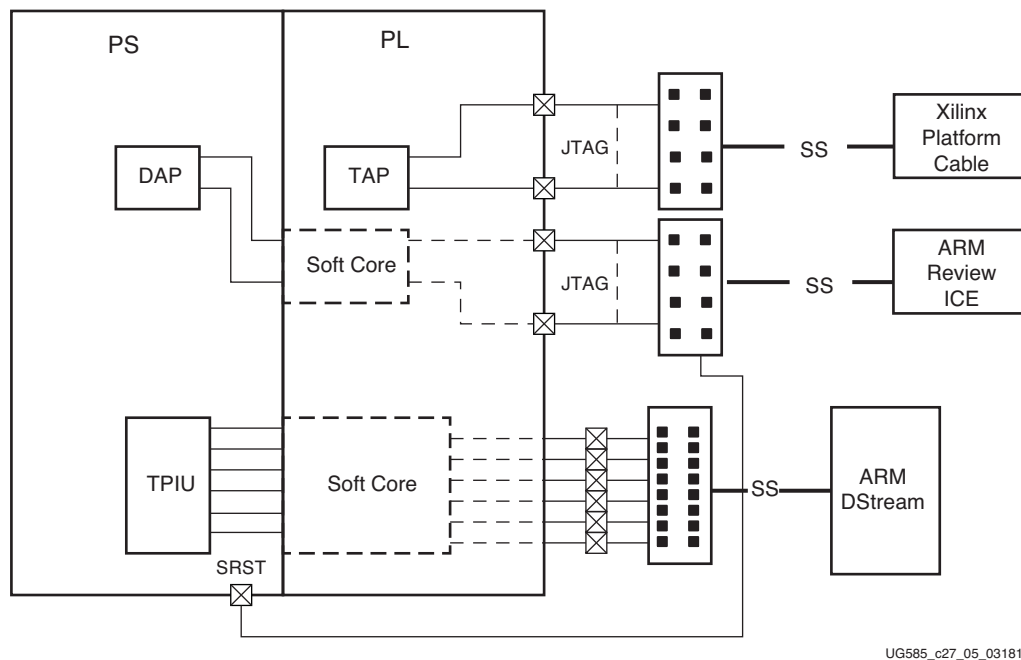 PS
PL
DAP
TAP
JTAG
SS
Xilinx
Platform
Cable
Soft Core
JTAG
SS
ARM
Review
ICE
TPIU
Soft Core
SS
ARM
DStream
SRST
UG585_c27_05_03181